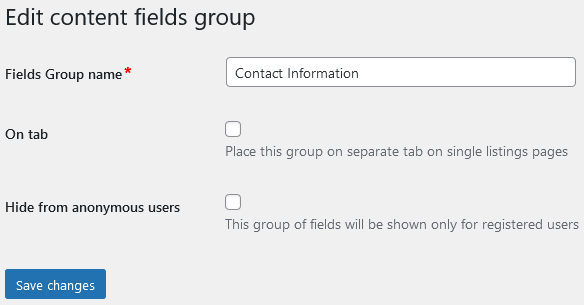 Edit content fields group
Fields Group name*
Contact Information
On tab
Place this group on separate tab on single listings pages
Hide from anonymous users
This group of fields will be shown only for registered users
Save changes